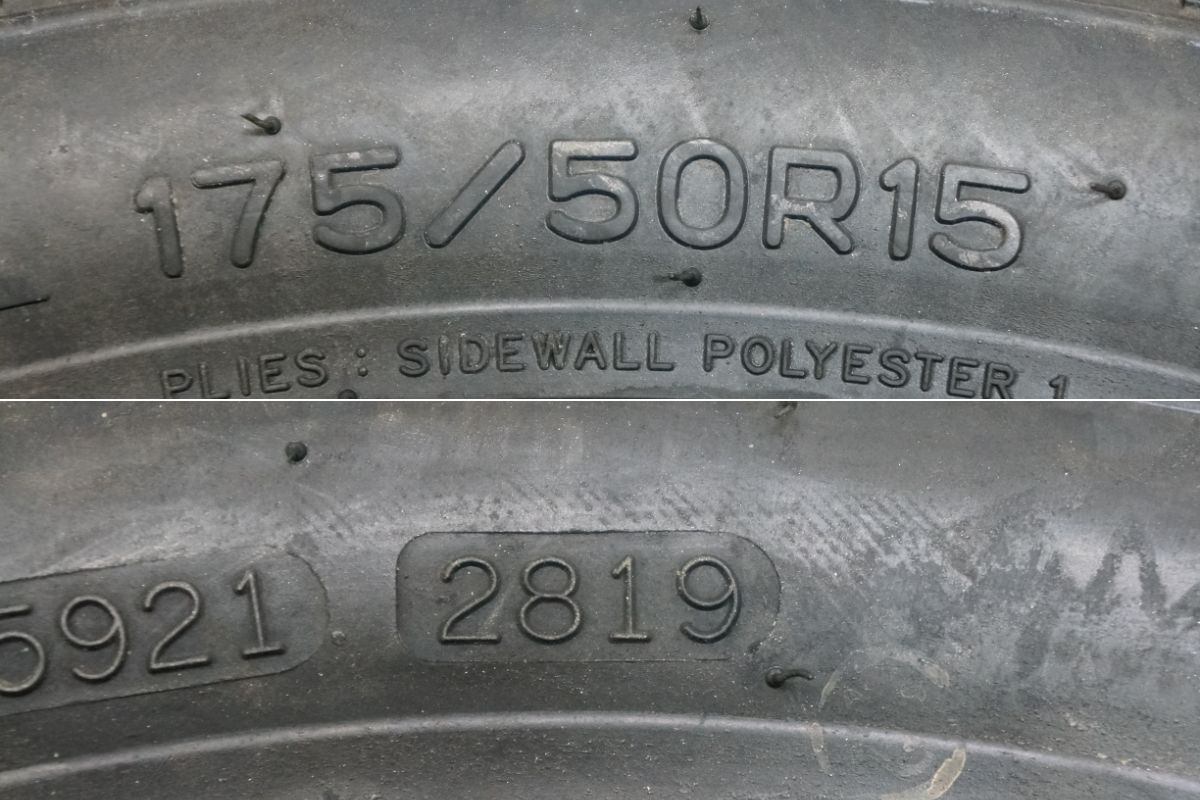 175/50R15
PLIES : SIDEWALL POLYESTER 1
5921 2819